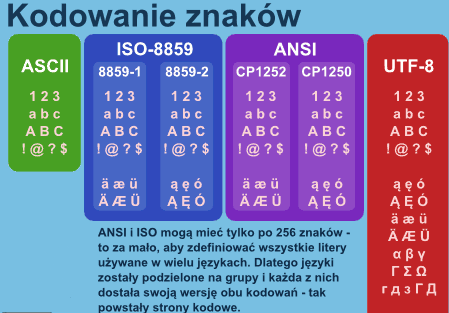 Kodowanie znaków
ASCII
1 2 3
a b c
A B C
! @ ? $
ISO-8859
8859-1
1 2 3
a b c
A B C
! @ ? $
ä æ ü
Ä Æ Ü
8859-2
1 2 3
a b c
A B C
! @ ? $
ą ę ó
Ą Ę Ó
ANSI
CP1252
1 2 3
a b c
A B C
! @ ? $
ä æ ü
Ä Æ Ü
CP1250
1 2 3
a b c
A B C
! @ ? $
ą ę ó
Ą Ę Ó
UTF-8
1 2 3
a b c
A B C
! @ ? $
ą ę ó
Ą Ę Ó
ä æ ü
Ä Æ Ü
α β γ
Γ Σ Ω
г д з Г Д
ANSI i ISO mogą mieć tylko po 256 znaków -
to za mało, aby zdefiniować wszystkie litery
używane w wielu językach. Dlatego języki
zostały podzielone na grupy i każda z nich
dostała swoją wersję obu kodowań - tak
powstały strony kodowe.